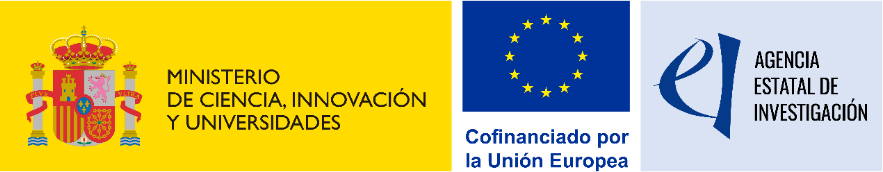 MINISTERIO
DE CIENCIA, INNOVACIÓN
Y UNIVERSIDADES
Cofinanciado por
la Unión Europea
AGENCIA
ESTATAL DE
INVESTIGACIÓN